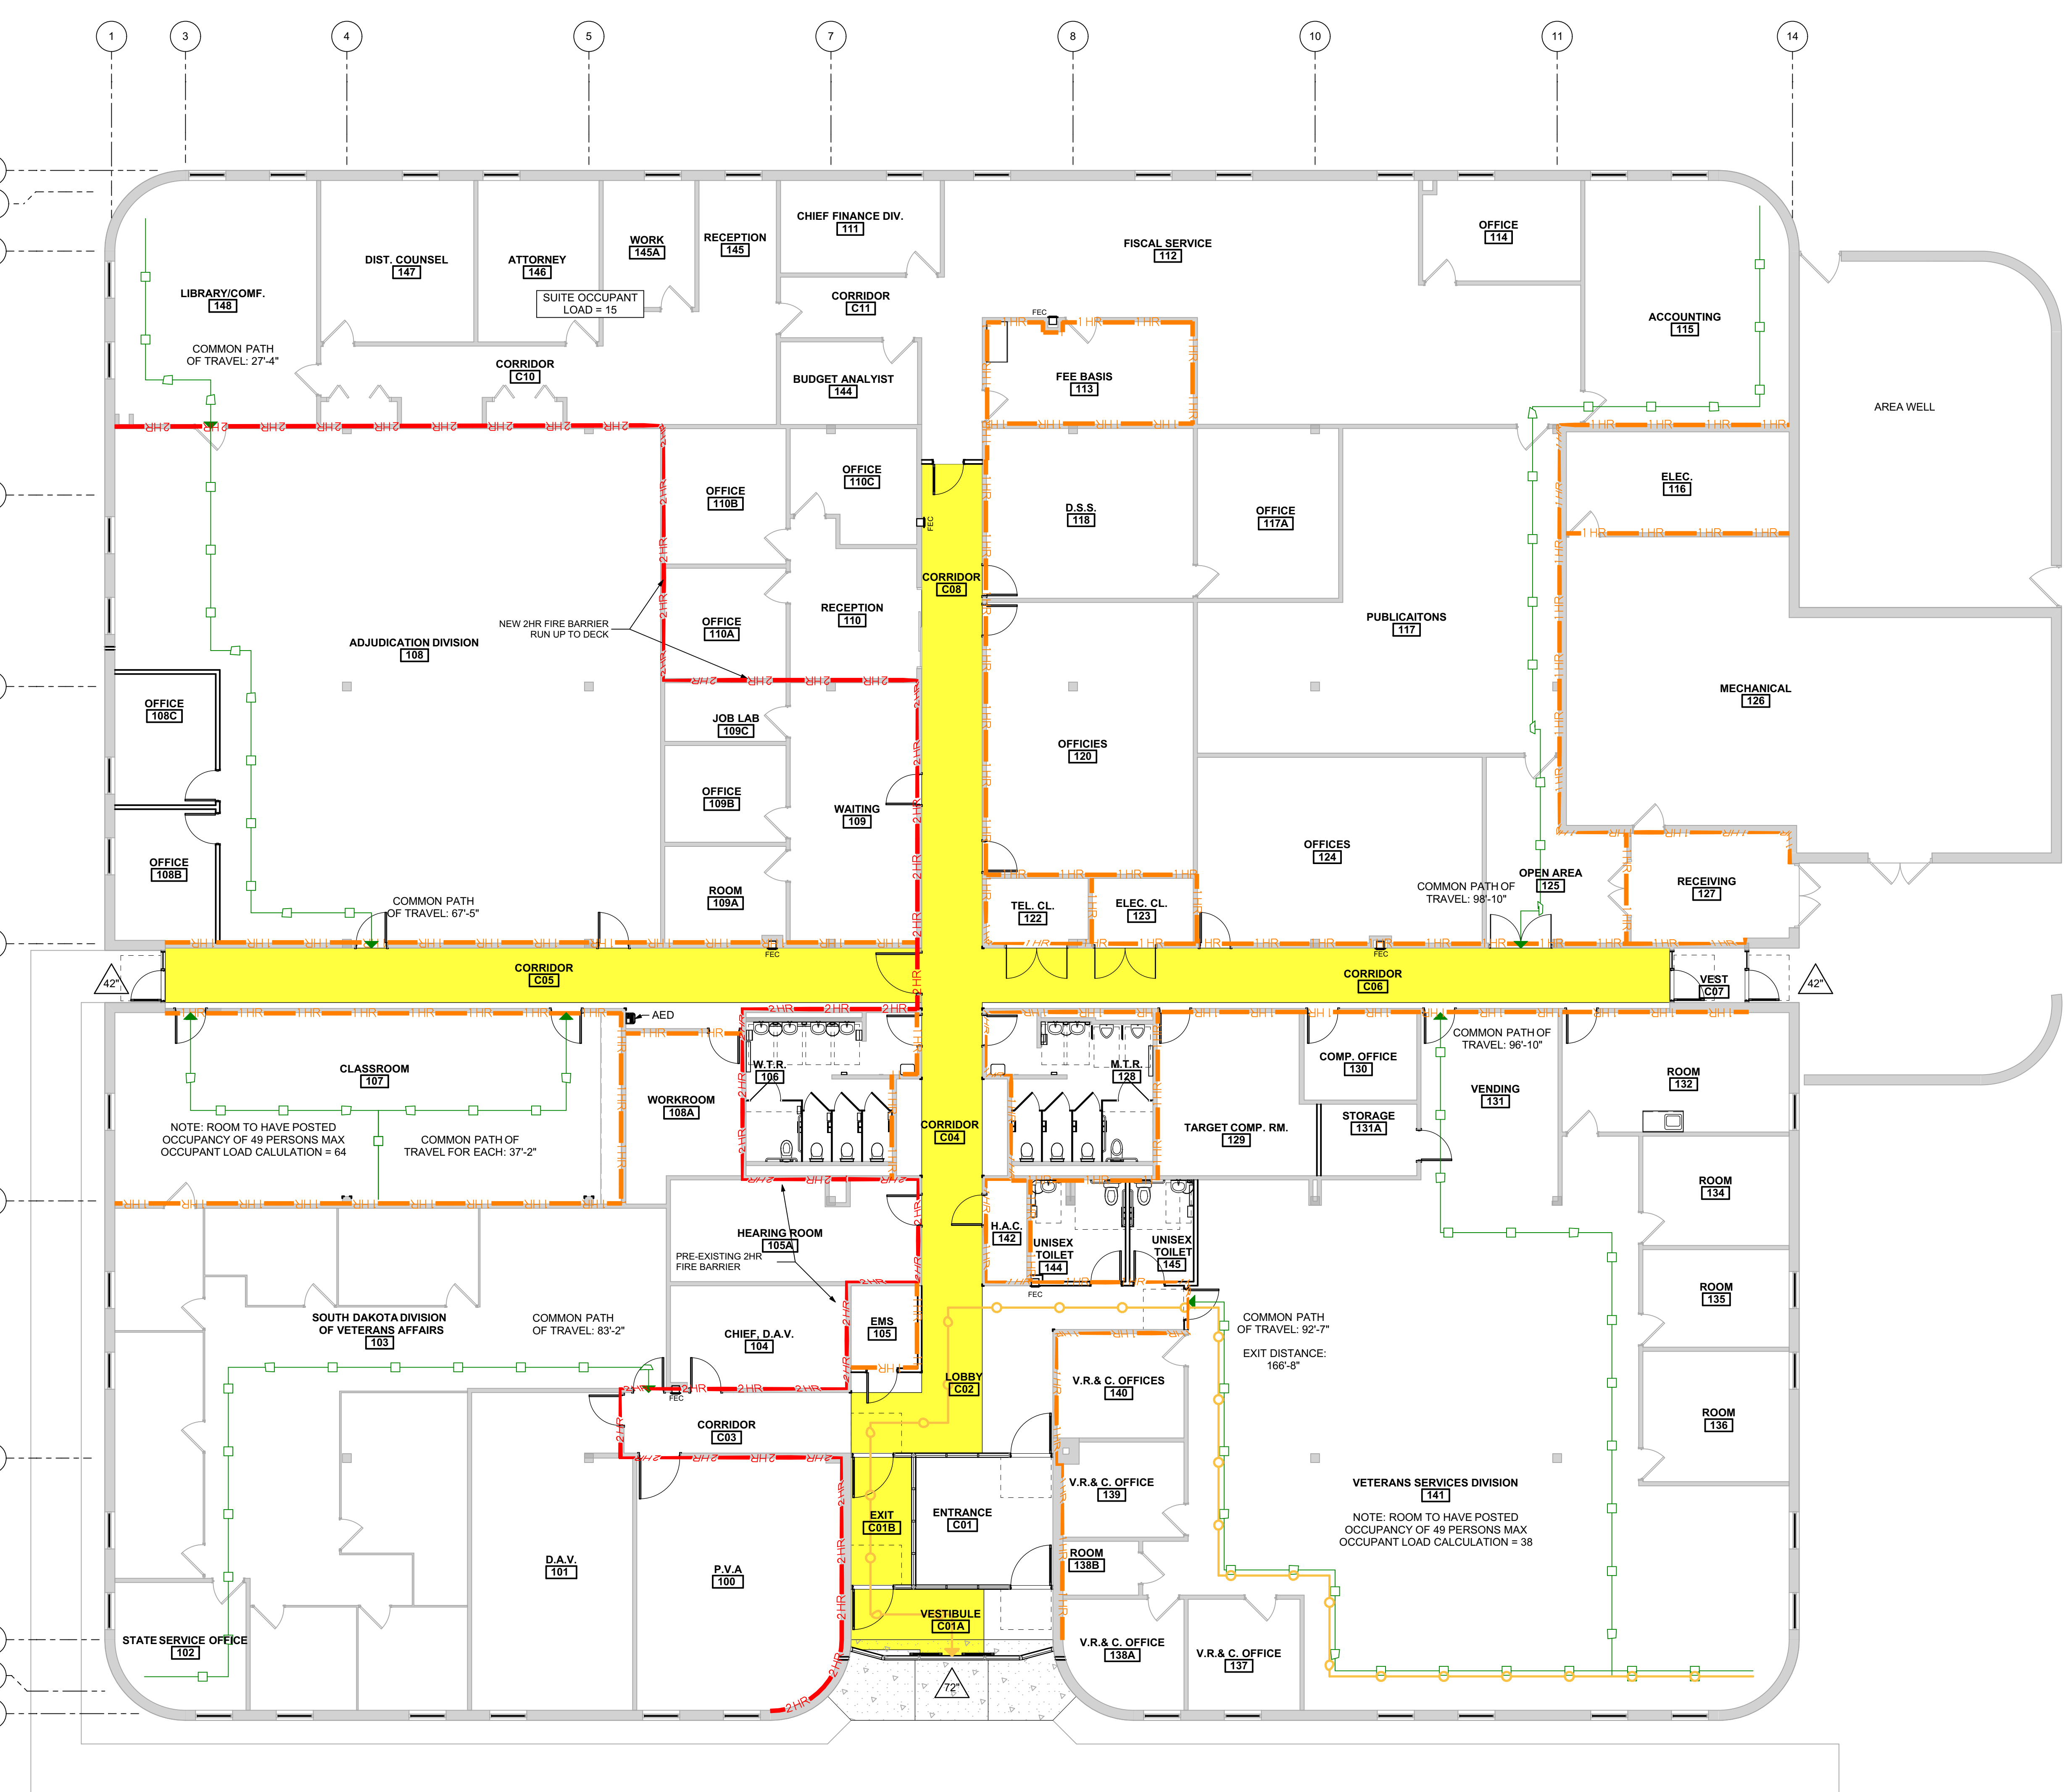 1
3
4
5
7
8
10
11
14
CHIEF FINANCE DIV.
111
WORK
145A
RECEPTION
145
FISCAL SERVICE
112
OFFICE
114
DIST. COUNSEL
147
ATTORNEY
146
LIBRARY/COMF.
148
SUITE OCCUPANT
LOAD = 15
CORRIDOR
C11
FEC
ACCOUNTING
115
COMMON PATH
OF TRAVEL: 27'-4"
CORRIDOR
C10
BUDGET ANALYIST
144
FEE BASIS
113
AREA WELL
2HR
1 HR
OFFICE
110C
OFFICE
110B
D.S.S.
118
OFFICE
117A
ELEC.
116
FEC
CORRIDOR
C08
RECEPTION
110
OFFICE
110A
NEW 2HR FIRE BARRIER
RUN UP TO DECK
PUBLICAITONS
117
ADJUDICATION DIVISION
108
OFFICE
108C
JOB LAB
109C
MECHANICAL
126
OFFICIES
120
OFFICE
109B
WAITING
109
OFFICE
108B
OFFICES
124
OPEN AREA
125
RECEIVING
127
ROOM
109A
COMMON PATH
OF TRAVEL: 67'-5"
COMMON PATH OF
TRAVEL: 98'-10"
TEL. CL.
122
ELEC. CL.
123
FEC
FEC
42"
CORRIDOR
C05
CORRIDOR
C06
VEST
C07
42"
AED
COMMON PATH OF
TRAVEL: 96'-10"
CLASSROOM
107
W.T.R.
106
M.T.R.
128
COMP. OFFICE
130
VENDING
131
ROOM
132
WORKROOM
108A
CORRIDOR
C04
TARGET COMP. RM.
129
STORAGE
131A
NOTE: ROOM TO HAVE POSTED
OCCUPANCY OF 49 PERSONS MAX
OCCUPANT LOAD CALULATION = 64
COMMON PATH OF
TRAVEL FOR EACH: 37'-2"
ROOM
134
HEARING ROOM
105A
H.A.C.
142
UNISEX
TOILET
144
UNISEX
TOILET
145
PRE-EXISTING 2HR
FIRE BARRIER
ROOM
135
FEC
SOUTH DAKOTA DIVISION
OF VETERANS AFFAIRS
103
COMMON PATH
OF TRAVEL: 83'-2"
CHIEF, D.A.V.
104
EMS
105
COMMON PATH
OF TRAVEL: 92'-7"
EXIT DISTANCE:
166'-8"
LOBBY
C02
V.R.& C. OFFICES
140
ROOM
136
FEC
CORRIDOR
C03
V.R.& C. OFFICE
139
VETERANS SERVICES DIVISION
141
NOTE: ROOM TO HAVE POSTED
OCCUPANCY OF 49 PERSONS MAX
OCCUPANT LOAD CALCULATION = 38
EXIT
C01B
ENTRANCE
C01
D.A.V.
101
P.V.A
100
ROOM
138B
VESTIBULE
C01A
STATE SERVICE OFFICE
102
V.R.& C. OFFICE
138A
V.R.& C. OFFICE
137
72"